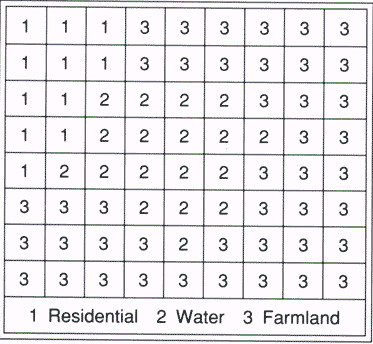 1 1 1 3 3 3 3 3 3
1 1 1 3 3 3 3 3 3
1 1 2 2 2 2 3 3 3
1 1 2 2 2 2 2 3 3
1 2 2 2 2 2 3 3 3
3 3 3 2 2 2 3 3 3
3 3 3 3 2 3 3 3 3
3 3 3 3 3 3 3 3 3
1 Residential 2 Water 3 Farmland